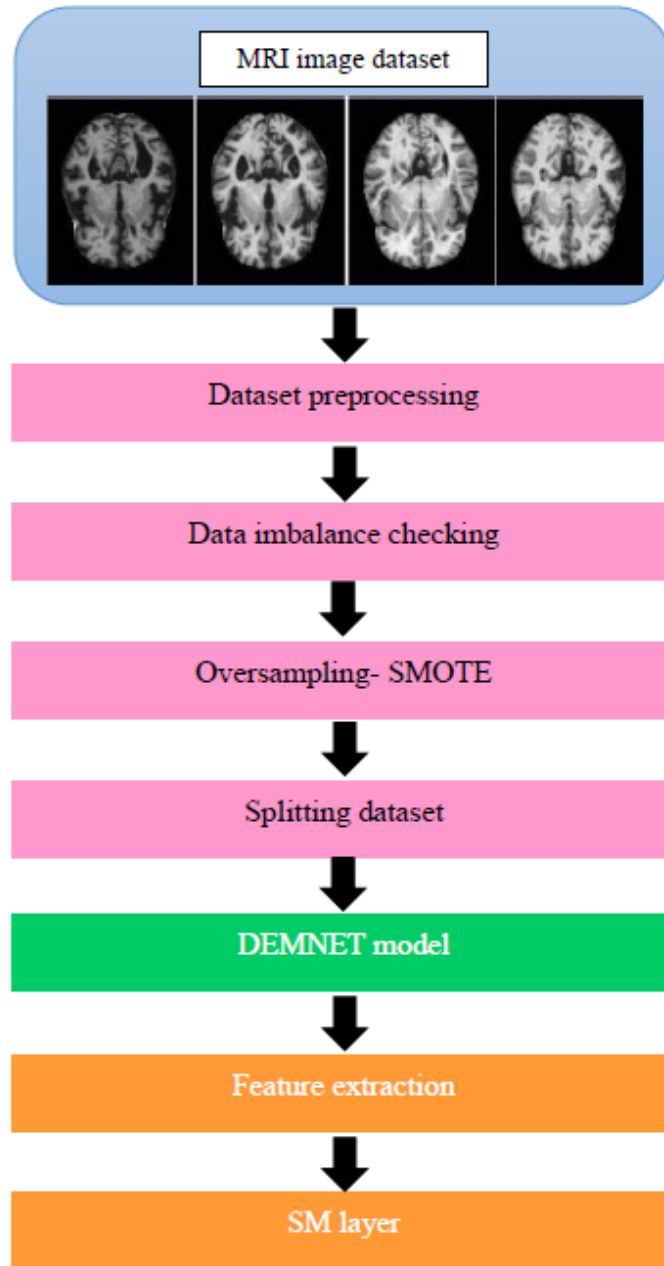 MRI image dataset
Dataset preprocessing
Data imbalance checking
Oversampling- SMOTE
Splitting dataset
DEMNET model
Feature extraction
SM layer